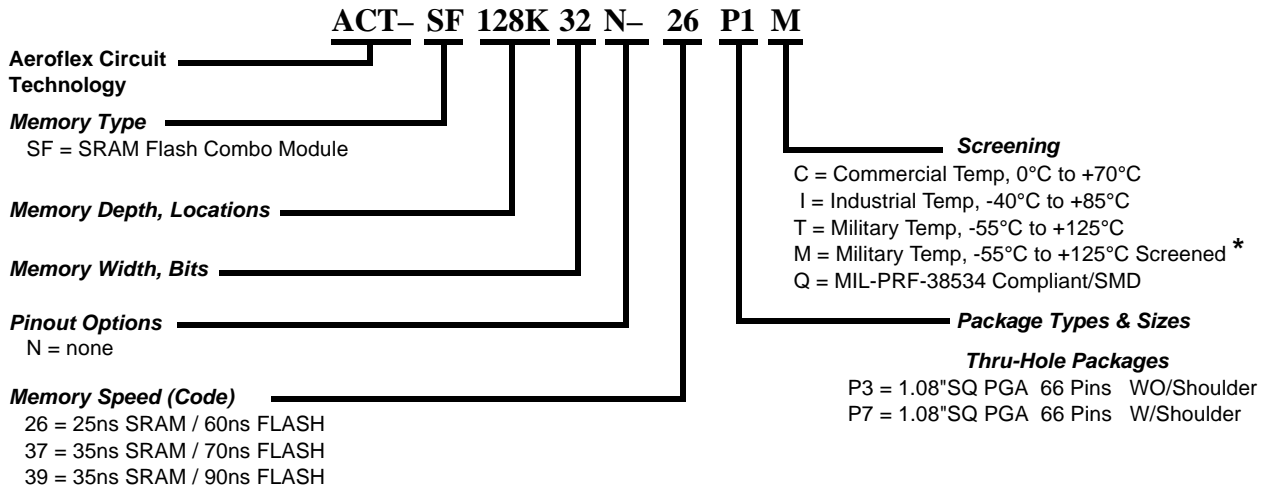 ACT– SF 128K 32 N– 26 P1 M
Aeroflex Circuit
Technology
Memory Type
SF = SRAM Flash Combo Module
Memory Depth, Locations
Memory Width, Bits
Pinout Options
N = none
Memory Speed (Code)
26 = 25ns SRAM / 60ns FLASH
37 = 35ns SRAM / 70ns FLASH
39 = 35ns SRAM / 90ns FLASH
Screening
C = Commercial Temp, 0°C to +70°C
I = Industrial Temp, -40°C to +85°C
T = Military Temp, -55°C to +125°C
M = Military Temp, -55°C to +125°C Screened *
Q = MIL-PRF-38534 Compliant/SMD
Package Types & Sizes
Thru-Hole Packages
P3 = 1.08"SQ PGA 66 Pins WO/Shoulder
P7 = 1.08"SQ PGA 66 Pins W/Shoulder